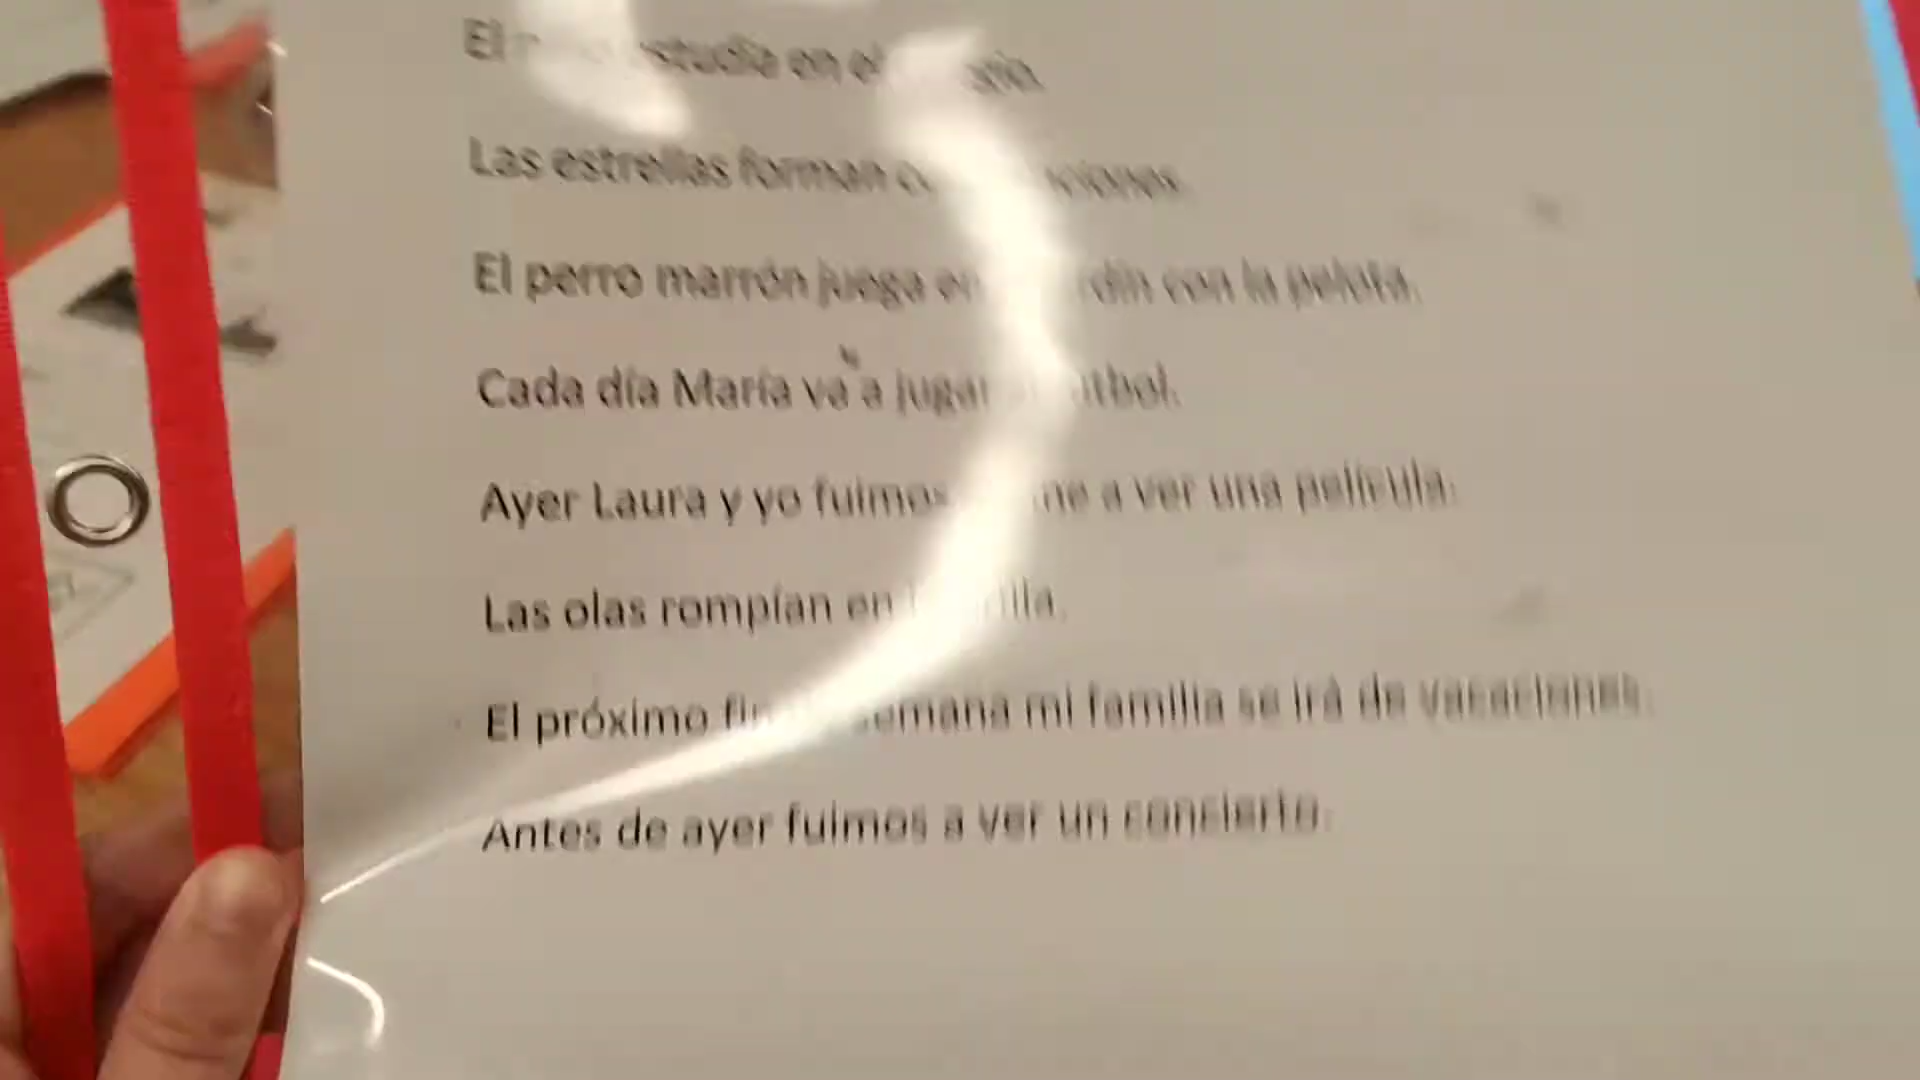 El estudia en el
Las estrellas forman
El perro marrón juega en con la pelota.
Cada día María va a jugar
Ayer Laura y yo fuimos a ver una película.
Las olas rompían en
El próximo semana mi familia se irá de vacaciones.
Antes de ayer fuimos a ver un concierto.